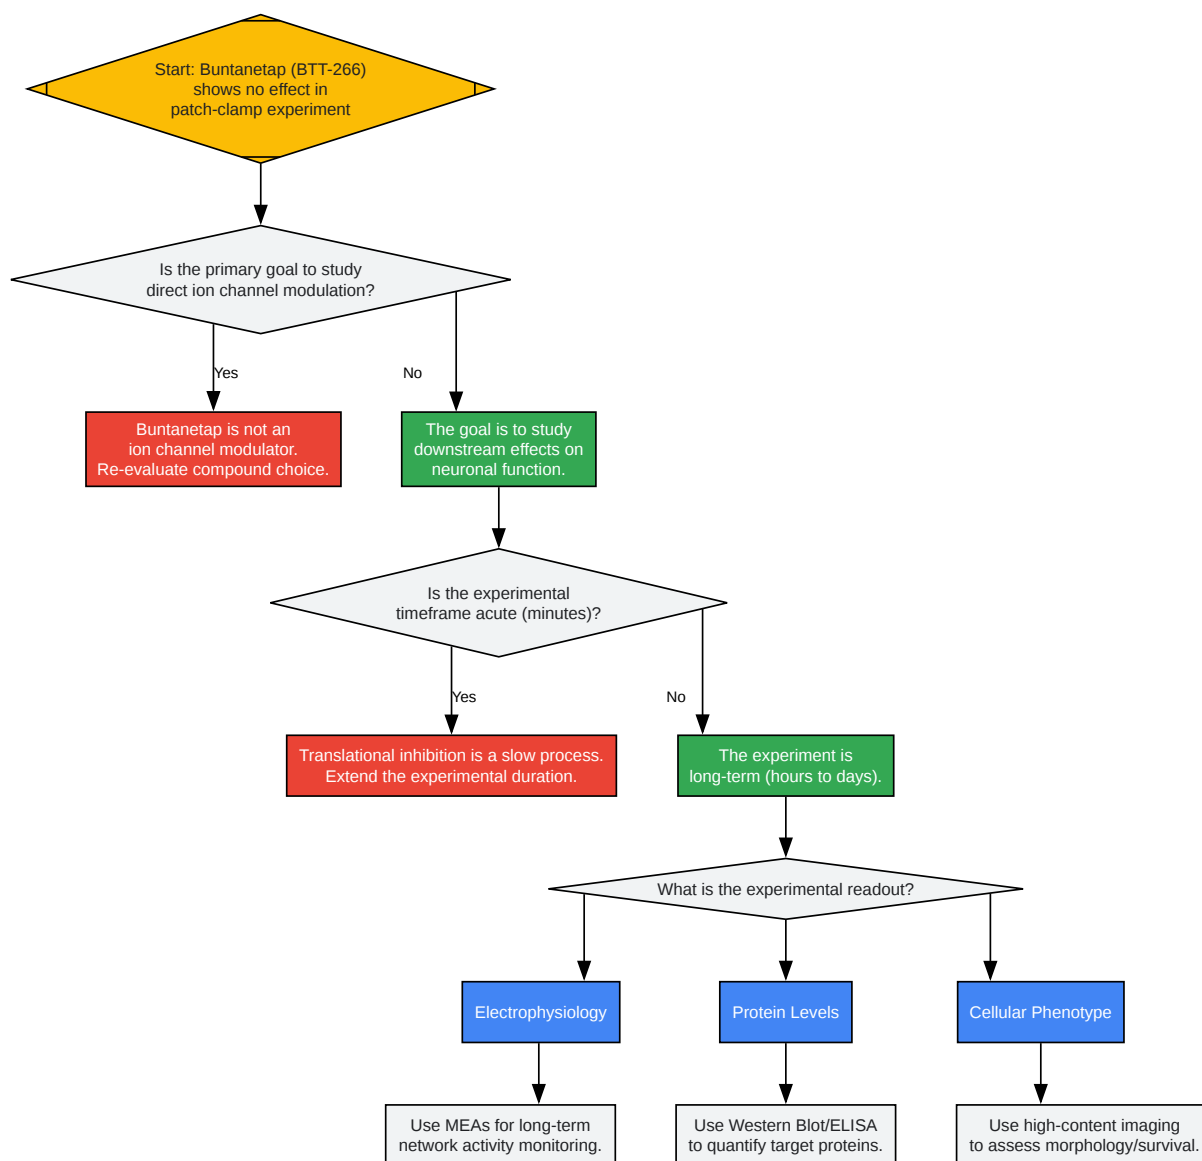 Start: Buntanetap (BTT-266)
shows no effect in
patch-clamp experiment
Is the primary goal to study
direct ion channel modulation?
Yes
No
Buntanetap is not an
ion channel modulator.
Re-evaluate compound choice.
The goal is to study
downstream effects on
neuronal function.
Is the experimental
timeframe acute (minutes)?
Yes
No
Translational inhibition is a slow process.
Extend the experimental duration.
The experiment is
long-term (hours to days).
What is the experimental readout?
Electrophysiology
Protein Levels
Cellular Phenotype
Use MEAs for long-term
network activity monitoring.
Use Western Blot/ELISA
to quantify target proteins.
Use high-content imaging
to assess morphology/survival.